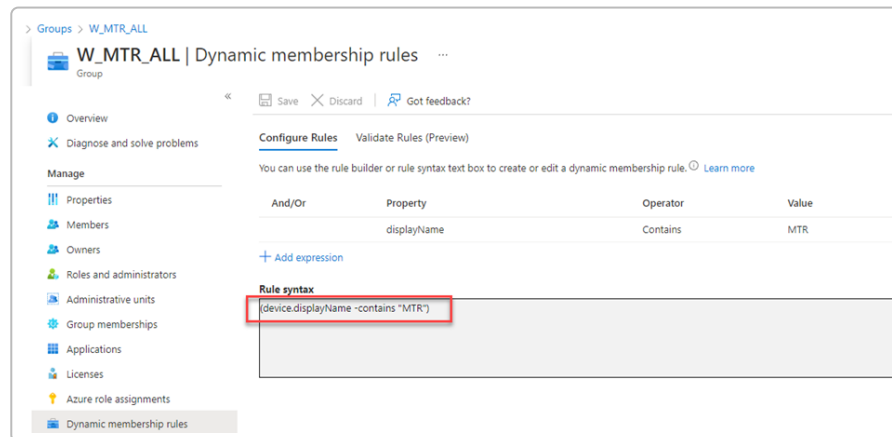 Groups > W_MTR_ALL
W_MTR_ALL | Dynamic membership rules ...
Group
Save Discard Got feedback?
Overview
Diagnose and solve problems
Manage
Properties
Members
Owners
Roles and administrators
Administrative units
Group memberships
Applications
Licenses
Azure role assignments
Dynamic membership rules
Configure Rules Validate Rules (Preview)
You can use the rule builder or rule syntax text box to create or edit a dynamic membership rule. Learn more
And/Or Property Operator Value
displayName Contains MTR
+ Add expression
Rule syntax
(device.displayName -contains "MTR")